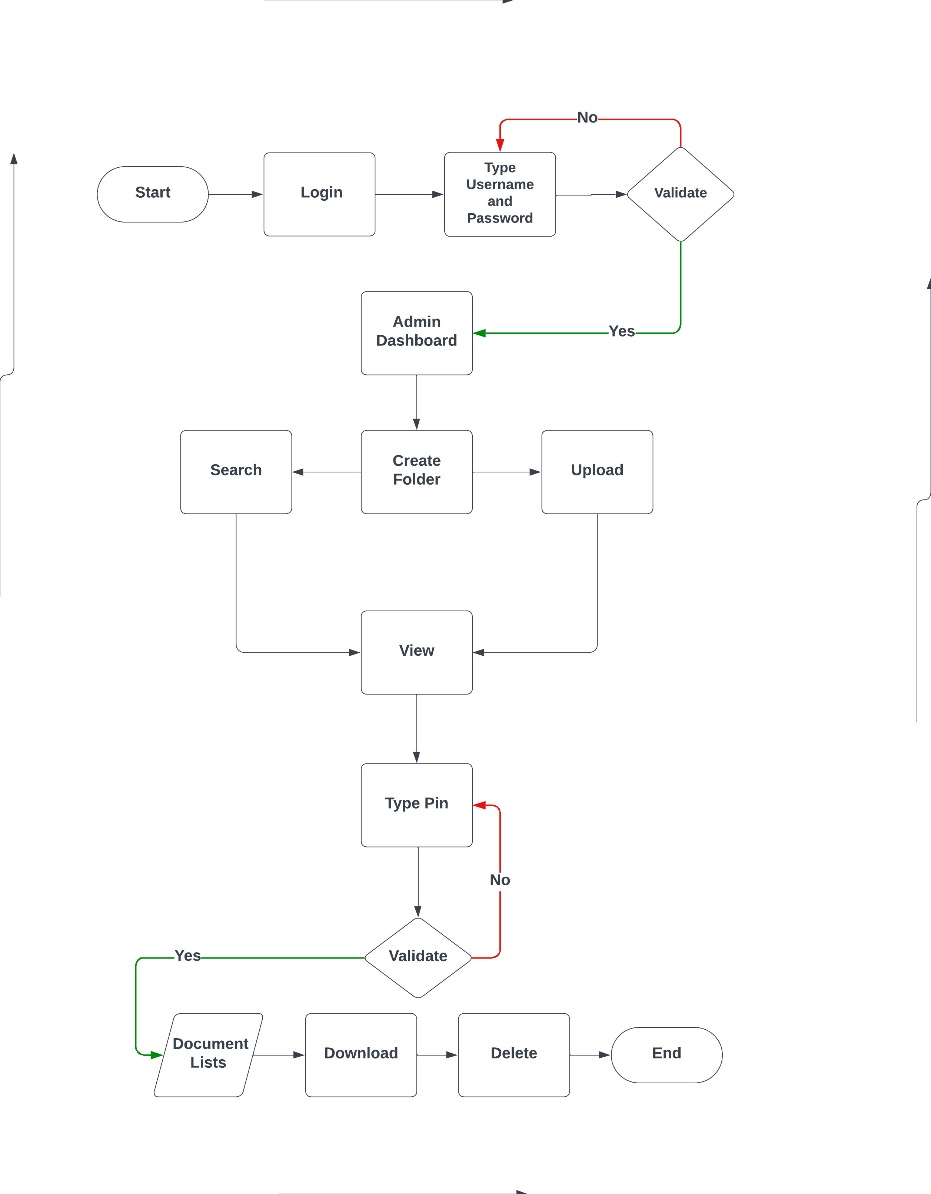 No
Start
Login
Type
Username
and
Password
Validate
Admin
Dashboard
Yes
Search
Create
Folder
Upload
View
Type Pin
No
Yes
Validate
Document
Lists
Download
Delete
End